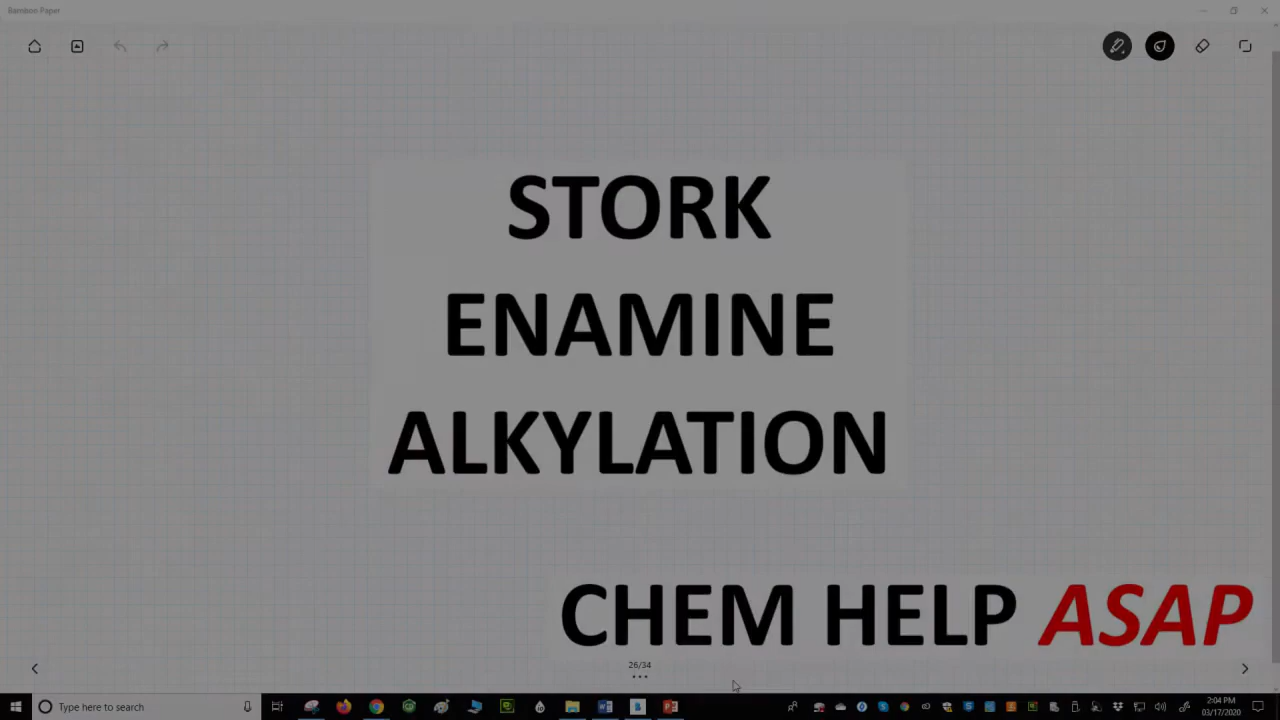 Bamboo Paper
STORK
ENAMINE
ALKYLATION
CHEM HELP ASAP
26/34
Type here to search
2:04 PM
03/17/2020